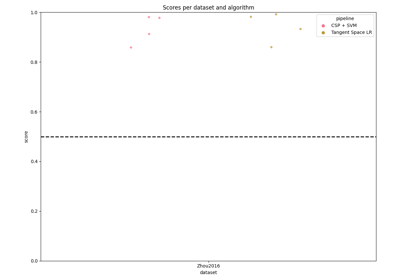 Scores per dataset and algorithm
pipeline
CSP + SVM
Tangent Space LR
1.0
0.8
0.6
0.4
0.2
0.0
score
Zhou2016
dataset